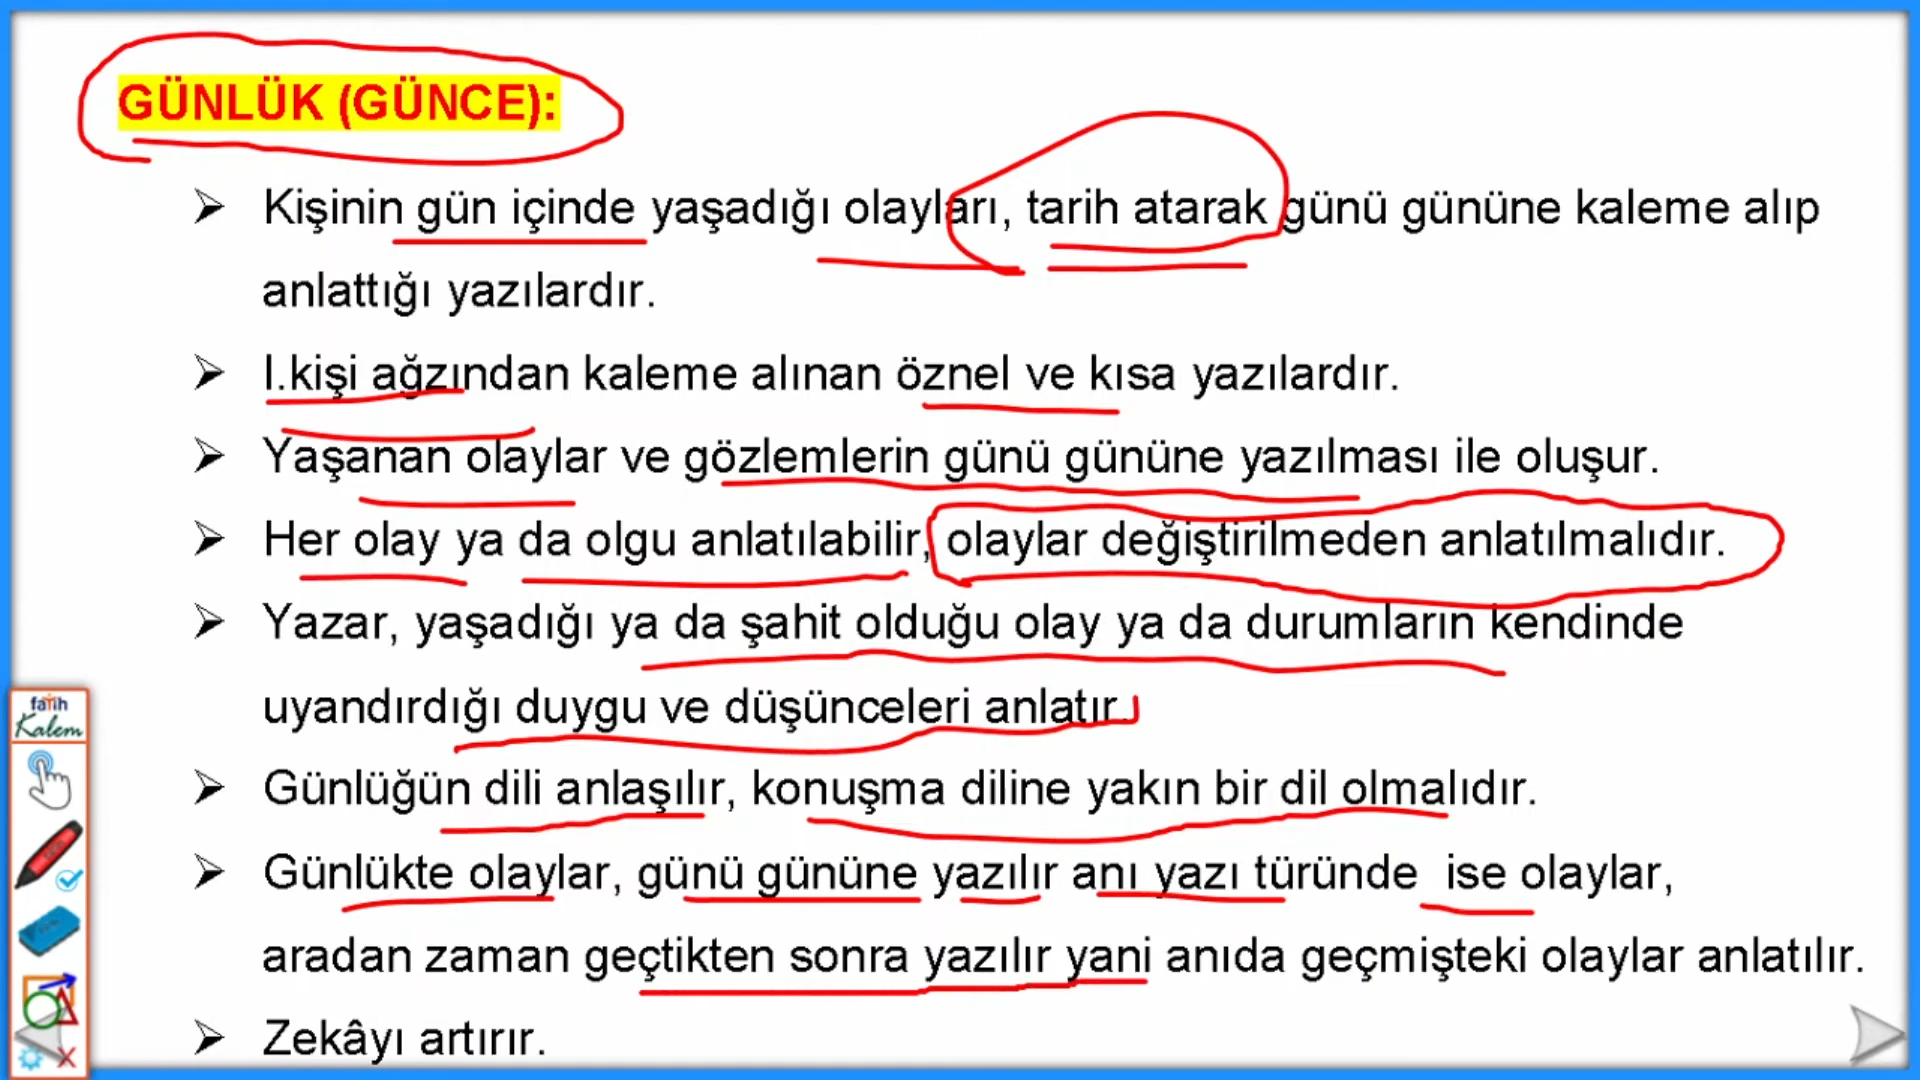 GÜNLÜK (GÜNCE):
Kişinin gün içinde yaşadığı olayları, tarih atarak günü gününe kaleme alıp
anlattığı yazılardır.
I.kişi ağzından kaleme alınan öznel ve kısa yazılardır.
Yaşanan olaylar ve gözlemlerin günü gününe yazılması ile oluşur.
Her olay ya da olgu anlatılabilir, olaylar değiştirilmeden anlatılmalıdır.
Yazar, yaşadığı ya da şahit olduğu olay ya da durumların kendinde
uyandırdığı duygu ve düşünceleri anlatır.
Günlüğün dili anlaşılır, konuşma diline yakın bir dil olmalıdır.
Günlükte olaylar, günü gününe yazılır anı yazı türünde ise olaylar,
aradan zaman geçtikten sonra yazılır yani anıda geçmişteki olaylar anlatılır.
Zekâyı artırır.
fatih
Kalem